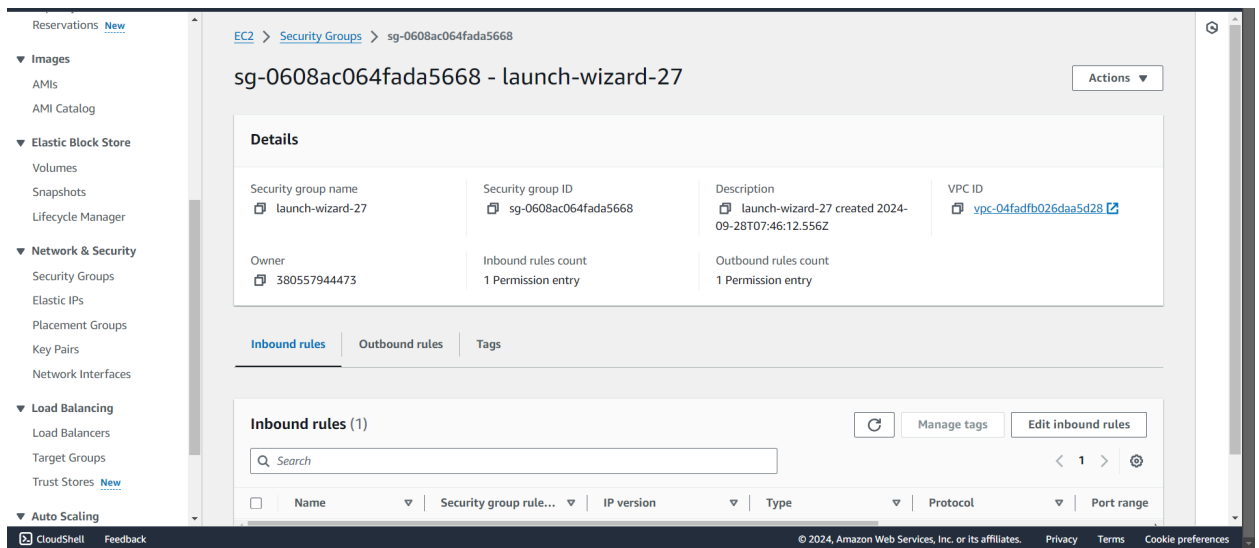 Reservations New
Images
AMIs
AMI Catalog
Elastic Block Store
Volumes
Snapshots
Lifecycle Manager
Network & Security
Security Groups
Elastic IPs
Placement Groups
Key Pairs
Network Interfaces
Load Balancing
Load Balancers
Target Groups
Trust Stores New
Auto Scaling
EC2 > Security Groups > sg-0608ac064fada5668
sg-0608ac064fada5668 - launch-wizard-27
Actions
Details
Security group name
launch-wizard-27
Security group ID
sg-0608ac064fada5668
Description
launch-wizard-27 created 2024-
09-28T07:46:12.556Z
VPC ID
vpc-04fadfb026daa5d28
Owner
380557944473
Inbound rules count
1 Permission entry
Outbound rules count
1 Permission entry
Inbound rules Outbound rules Tags
Inbound rules (1)
Manage tags Edit inbound rules
Search
< 1 >
Name Security group rule... IP version Type Protocol Port range
CloudShell Feedback © 2024, Amazon Web Services, Inc. or its affiliates. Privacy Terms Cookie preferences